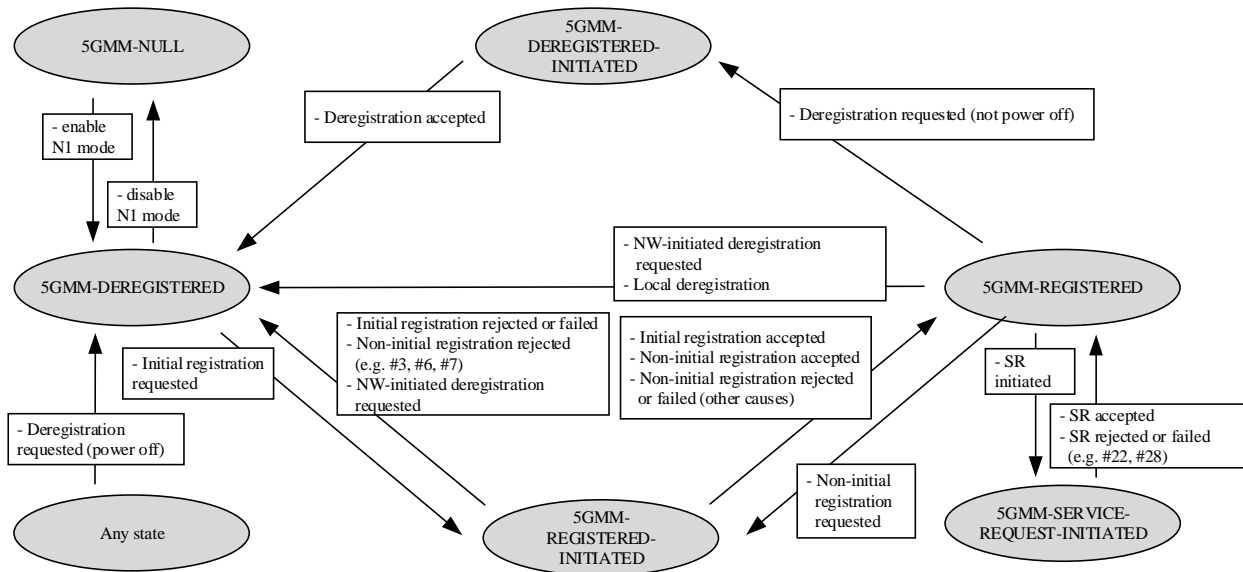 5GMM-NULL
5GMM-
DEREGISTERED-
INITIATED
- enable
N1 mode
- Deregistration accepted
- Deregistration requested (not power off)
- disable
N1 mode
- NW-initiated deregistration
requested
- Local deregistration
5GMM-DEREGISTERED
5GMM-REGISTERED
- Initial registration
requested
- Initial registration rejected or failed
- Non-initial registration rejected
(e.g. #3, #6, #7)
- NW-initiated deregistration
requested
- Initial registration accepted
- Non-initial registration accepted
- Non-initial registration rejected
or failed (other causes)
- SR
initiated
- Deregistration
requested (power off)
- SR accepted
- SR rejected or failed
(e.g. #22, #28)
- Non-initial
registration
requested
Any state
5GMM-
REGISTERED-
INITIATED
5GMM-SERVICE-
REQUEST-INITIATED